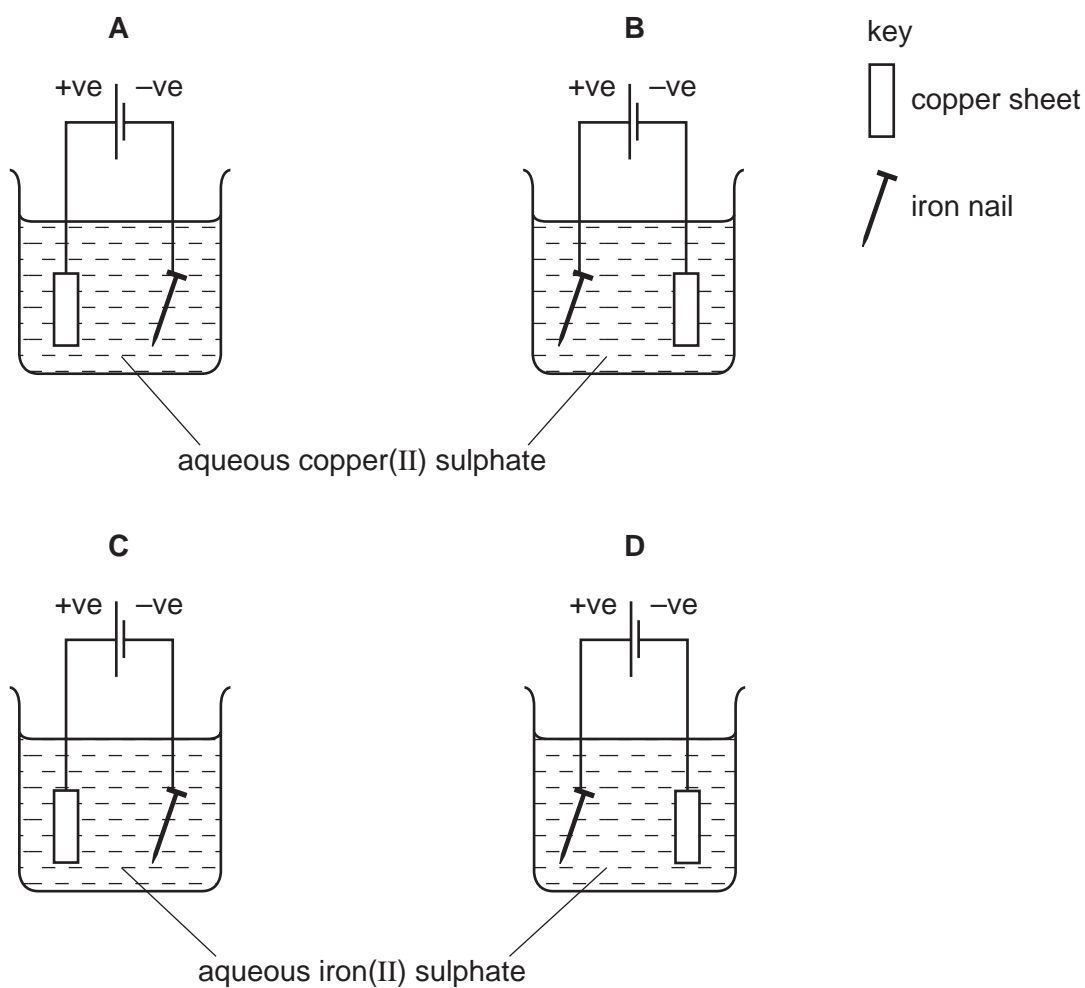 A
B
key
+ve –ve
+ve –ve
copper sheet
iron nail
aqueous copper(II) sulphate
C
D
+ve –ve
+ve –ve
aqueous iron(II) sulphate